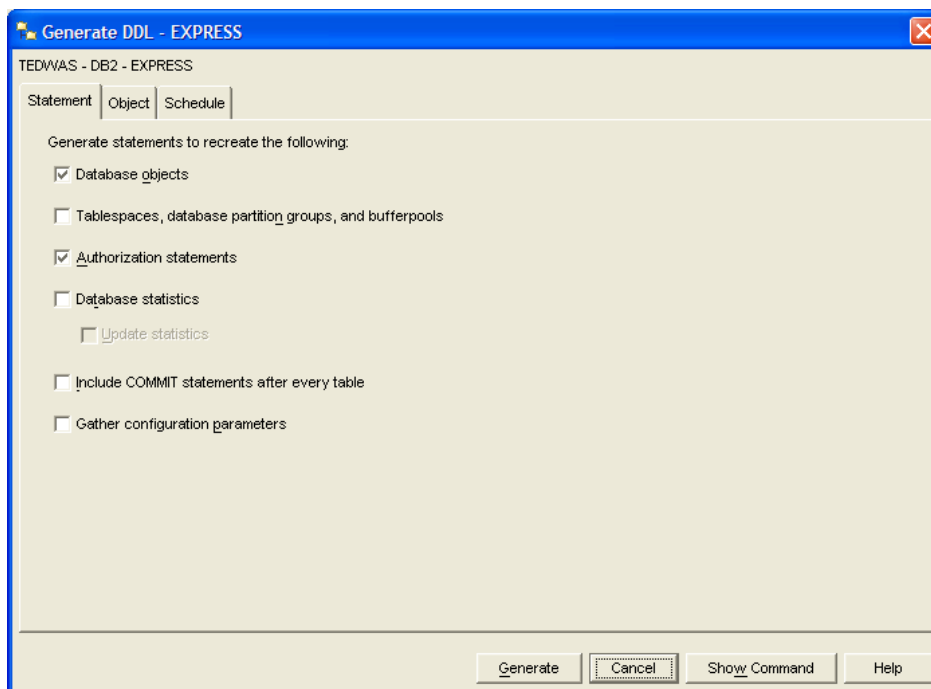 Generate DDL - EXPRESS
TEDWAS - DB2 - EXPRESS
Statement Object Schedule
Generate statements to recreate the following:
Database objects
Tablespaces, database partition groups, and bufferpools
Authorization statements
Database statistics
Update statistics
Include COMMIT statements after every table
Gather configuration parameters
Generate Cancel Show Command Help